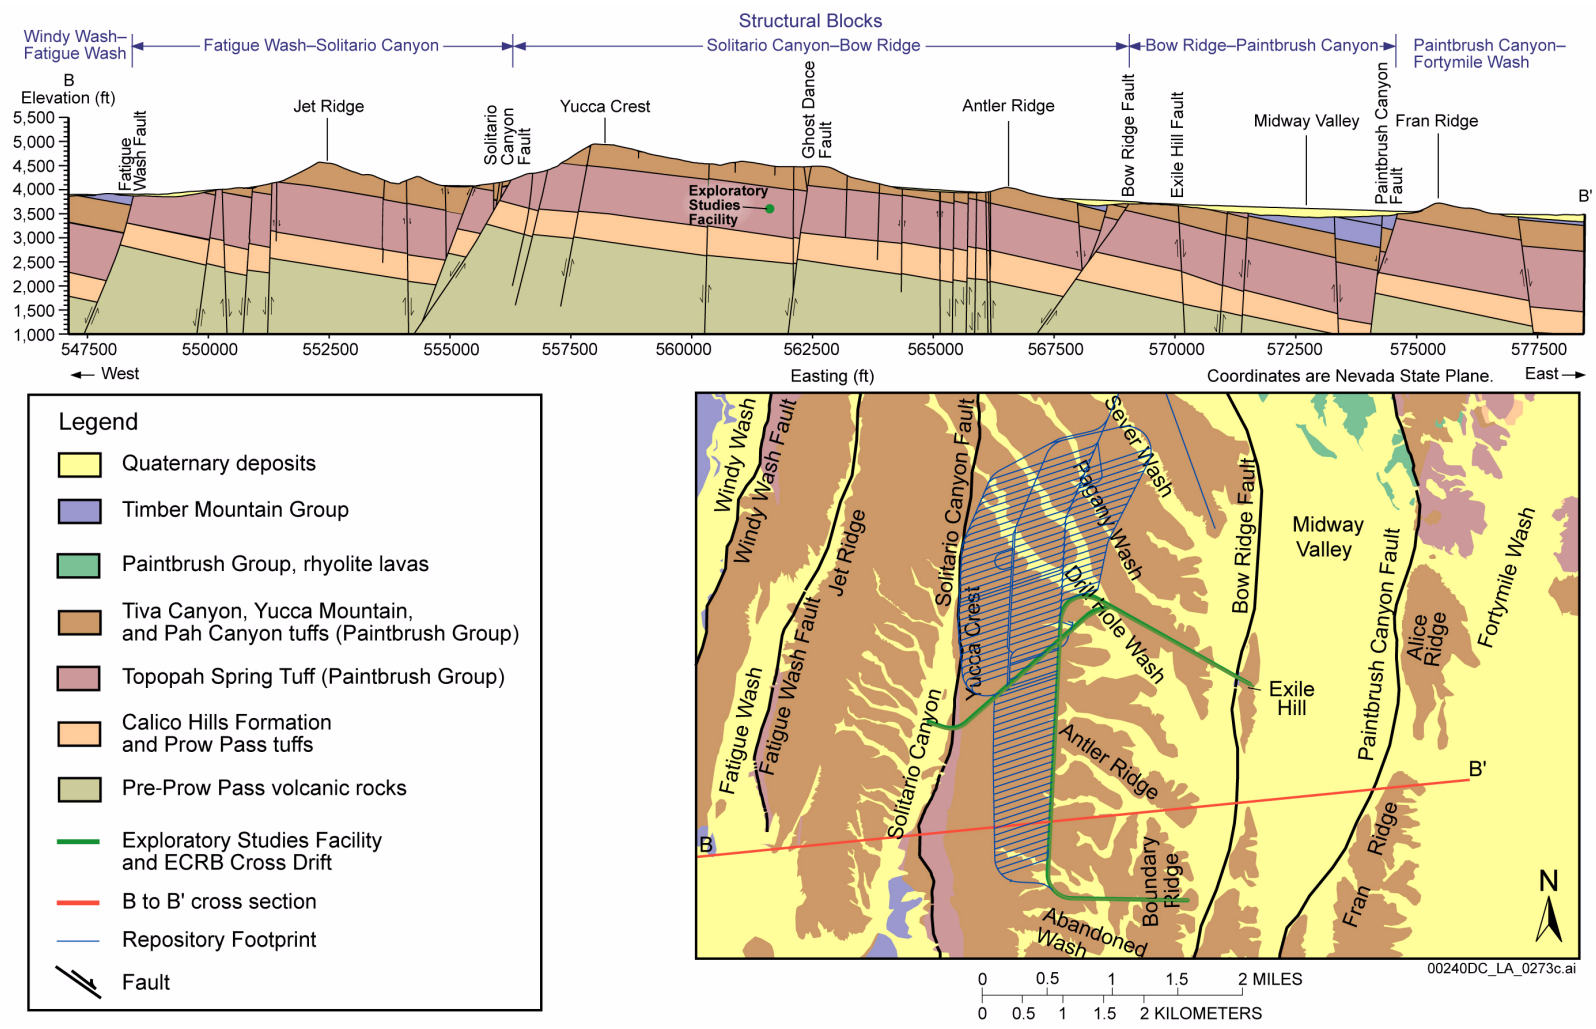 Structural Blocks
Windy Wash–
Fatigue Wash
Fatigue Wash–Solitario Canyon
Solitario Canyon–Bow Ridge
Bow Ridge–Paintbrush Canyon
Paintbrush Canyon–
Fortymile Wash
B
Elevation (ft)
Fatigue
Wash Fault
Jet Ridge
Solitario
Canyon
Fault
Yucca Crest
Ghost Dance
Fault
Antler Ridge
Bow Ridge Fault
Exile Hill Fault
Midway Valley
Paintbrush Canyon
Fault
Fran Ridge
B'
5,500
5,000
4,500
4,000
3,500
3,000
2,500
2,000
1,500
1,000
Exploratory
Studies
Facility
547500 550000 552500 555000 557500 560000 562500 565000 567500 570000 572500 575000 577500
West
Easting (ft)
Coordinates are Nevada State Plane.
East
Legend
Quaternary deposits
Timber Mountain Group
Paintbrush Group, rhyolite lavas
Tiva Canyon, Yucca Mountain,
and Pah Canyon tuffs (Paintbrush Group)
Topopah Spring Tuff (Paintbrush Group)
Calico Hills Formation
and Prow Pass tuffs
Pre-Prow Pass volcanic rocks
Exploratory Studies Facility
and ECRB Cross Drift
B to B' cross section
Repository Footprint
Fault
Windy Wash
Windy Wash Fault
Jet Ridge
Fatigue Wash
Fatigue Wash Fault
Solitario Canyon Fault
Yucca Crest
Solitario Canyon
Sever Wash
Pagany Wash
Drill Hole Wash
Antler Ridge
Boundary
Ridge
Abandoned
Wash
Bow Ridge Fault
Exile
Hill
Midway
Valley
Paintbrush Canyon Fault
Alice
Ridge
Fortymile Wash
Fran Ridge
B
B'
N
00240DC_LA_0273c.ai
0 0.5 1 1.5 2 MILES
0 0.5 1 1.5 2 KILOMETERS